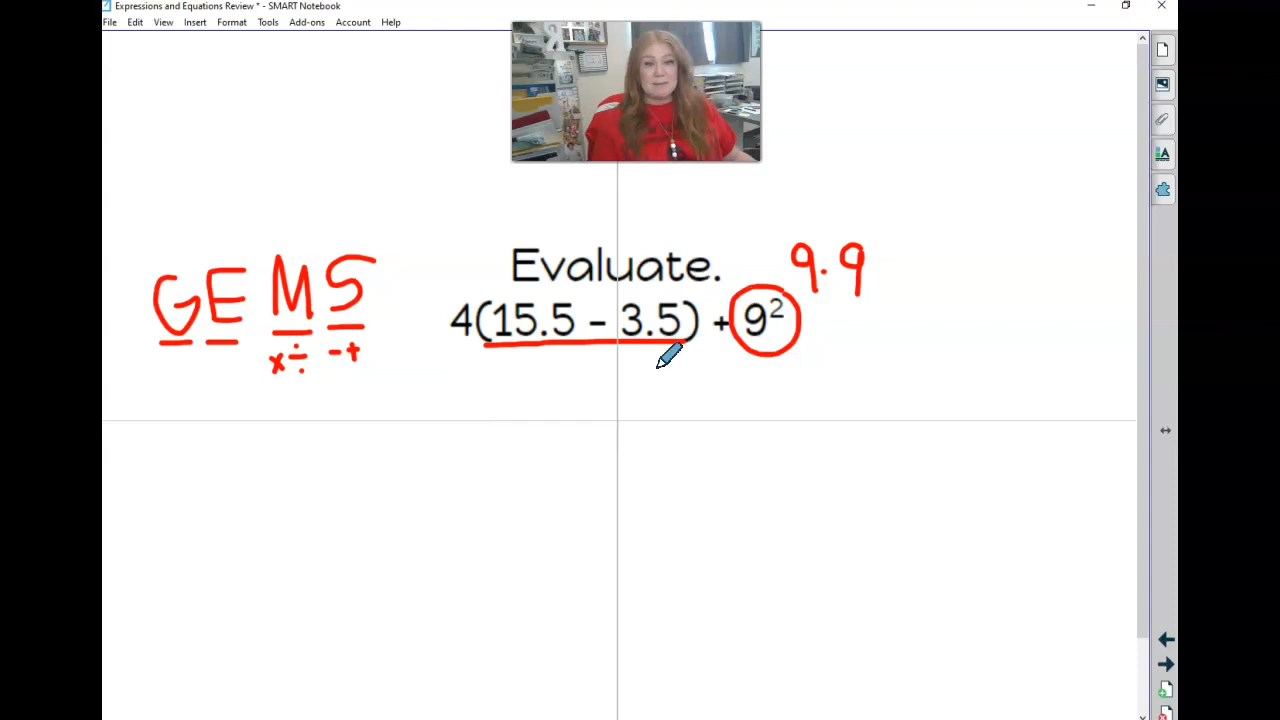 Expressions and Equations Review * - SMART Notebook
File Edit View Insert Format Tools Add-ons Account Help
Evaluate.
9·9
4(15.5 – 3.5) + 9²
GEMS
x÷ -+